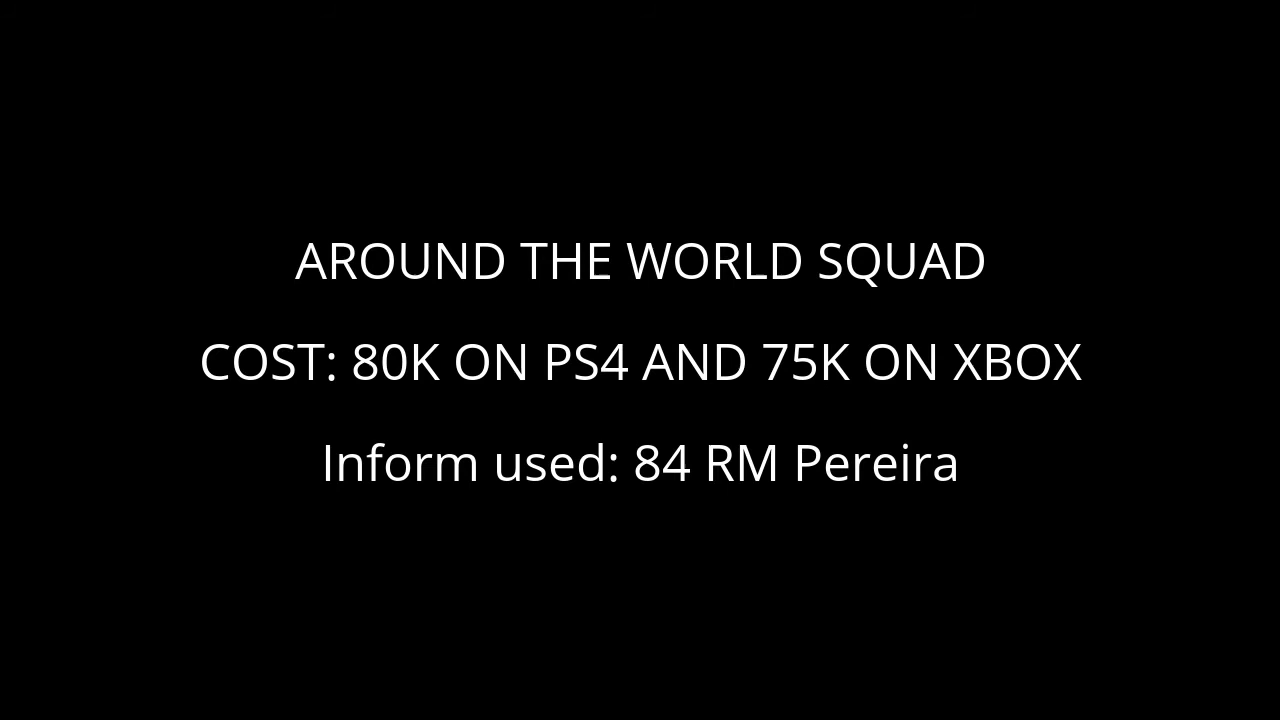 AROUND THE WORLD SQUAD
COST: 80K ON PS4 AND 75K ON XBOX
Inform used: 84 RM Pereira